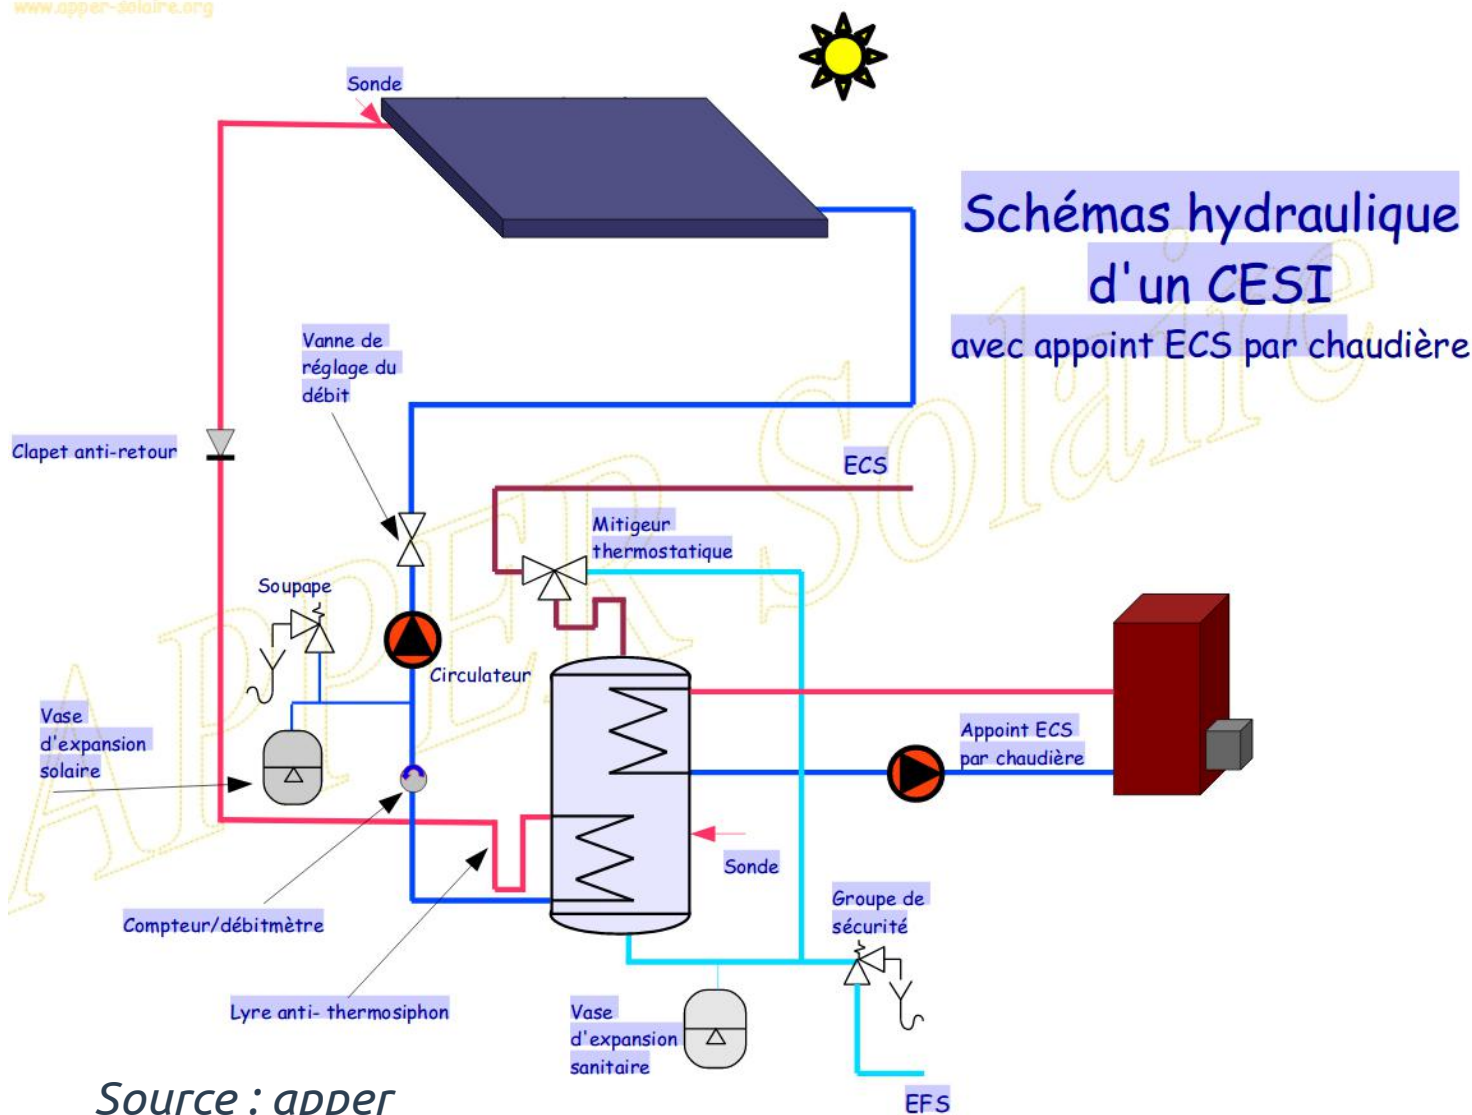 www.apper-solaire.org
Sonde
Schémas hydraulique
d'un CESI
avec appoint ECS par chaudière
Vanne de
réglage du
débit
Clapet anti-retour
ECS
Mitigeur
thermostatique
Soupape
Circulateur
Vase
d'expansion
solaire
Appoint ECS
par chaudière
Sonde
Groupe de
sécurité
Compteur/débitmètre
Lyre anti- thermosiphon
Vase
d'expansion
sanitaire
EFS
APPER Solaire
Source : apper